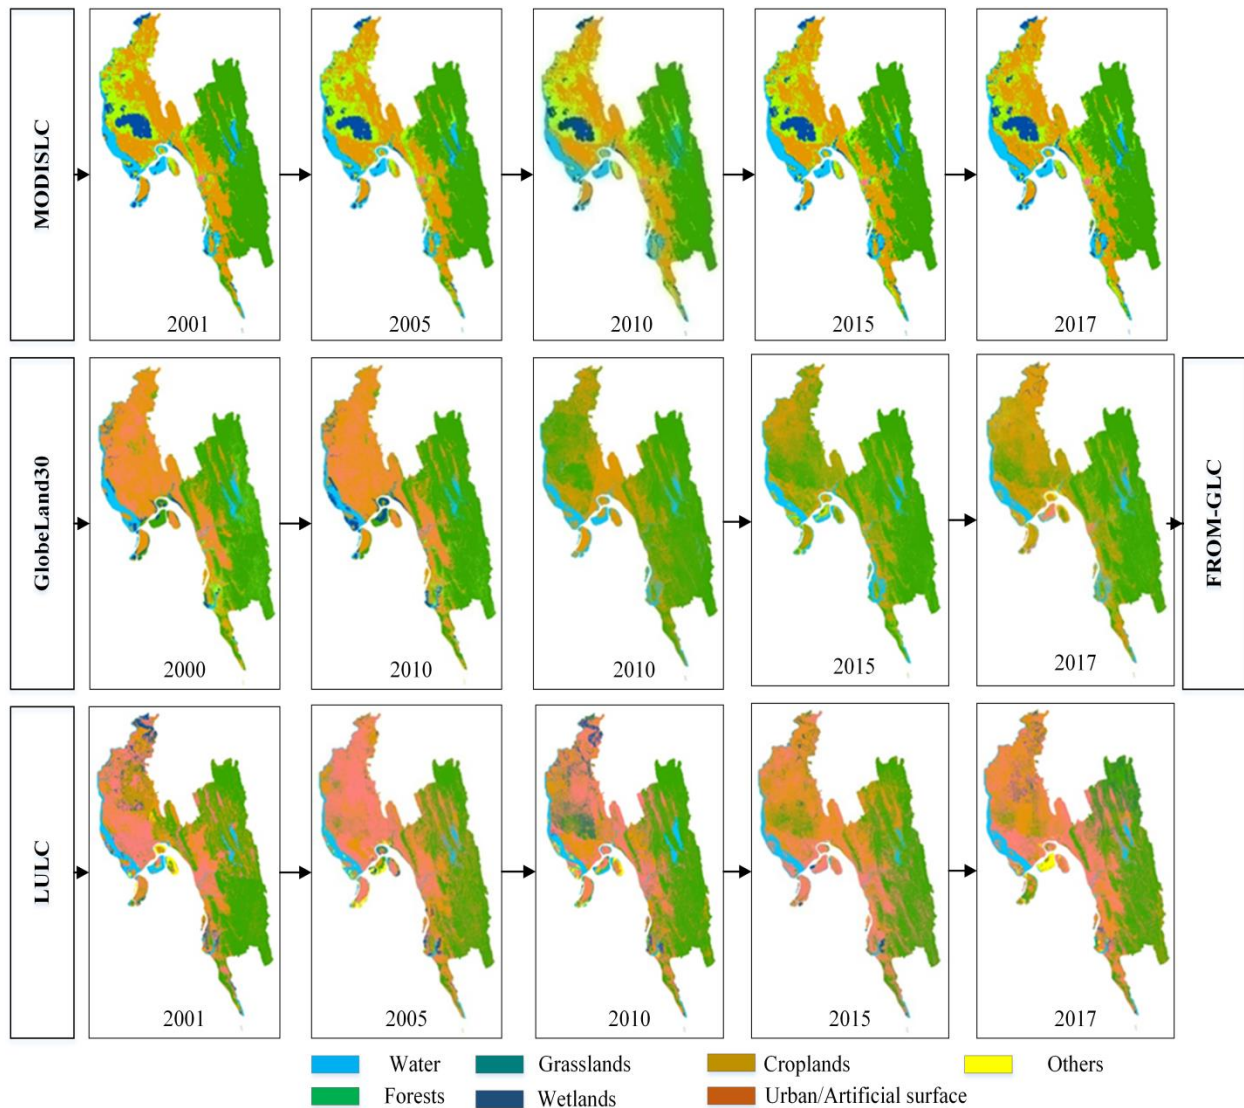 MODISLC
2001
2005
2010
2015
2017
GlobeLand30
2000
2010
2010
2015
2017
FROM-GLC
LULC
2001
2005
2010
2015
2017
Water
Grasslands
Croplands
Others
Forests
Wetlands
Urban/Artificial surface